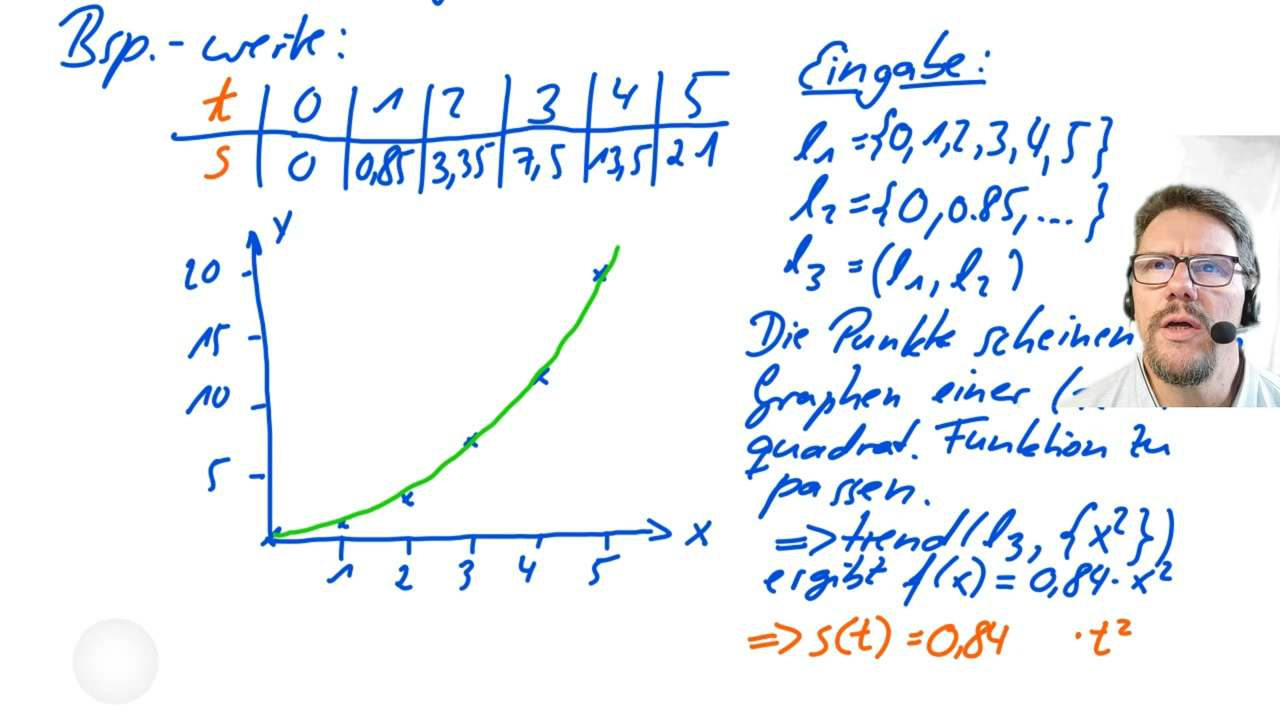 Bsp.-werte:
t | 0 | 1 | 2 | 3 | 4 | 5
s | 0 | 0,85 | 3,35 | 7,5 | 13,5 | 21
y
20
15
10
5
1 2 3 4 5
x
Eingabe:
l1={0,1,2,3,4,5}
l2={0,0.85,...}
l3=(l1,l2)
Die Punkte scheinen
Graphen einer
quadrat. Funktion zu
passen.
=>trend(l3,{x²})
ergibt f(x)=0,84·x²
=>s(t)=0,84 ·t²